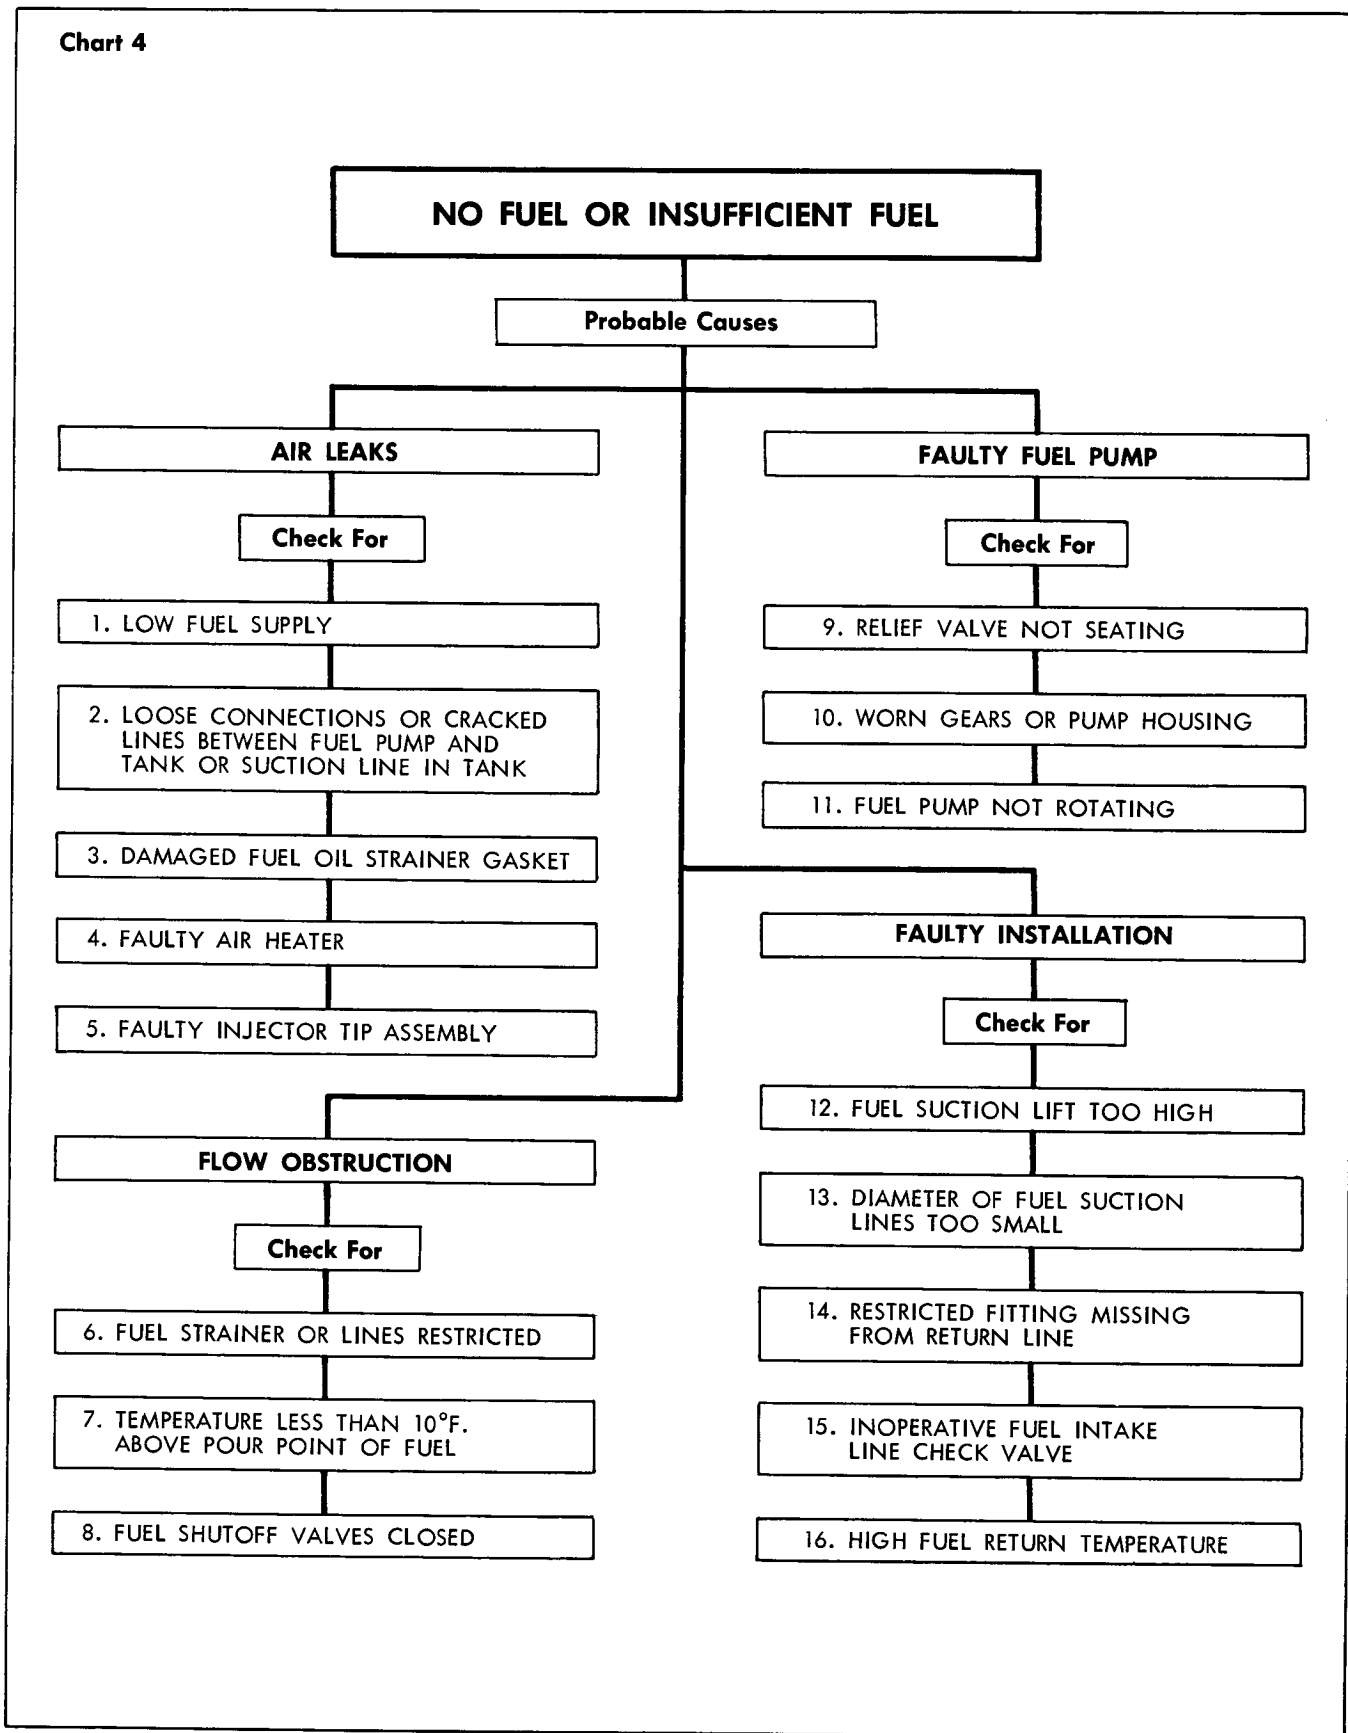 Chart 4
NO FUEL OR INSUFFICIENT FUEL
Probable Causes
AIR LEAKS
Check For
1. LOW FUEL SUPPLY
2. LOOSE CONNECTIONS OR CRACKED
LINES BETWEEN FUEL PUMP AND
TANK OR SUCTION LINE IN TANK
3. DAMAGED FUEL OIL STRAINER GASKET
4. FAULTY AIR HEATER
5. FAULTY INJECTOR TIP ASSEMBLY
FLOW OBSTRUCTION
Check For
6. FUEL STRAINER OR LINES RESTRICTED
7. TEMPERATURE LESS THAN 10°F.
ABOVE POUR POINT OF FUEL
8. FUEL SHUTOFF VALVES CLOSED
FAULTY FUEL PUMP
Check For
9. RELIEF VALVE NOT SEATING
10. WORN GEARS OR PUMP HOUSING
11. FUEL PUMP NOT ROTATING
FAULTY INSTALLATION
Check For
12. FUEL SUCTION LIFT TOO HIGH
13. DIAMETER OF FUEL SUCTION
LINES TOO SMALL
14. RESTRICTED FITTING MISSING
FROM RETURN LINE
15. INOPERATIVE FUEL INTAKE
LINE CHECK VALVE
16. HIGH FUEL RETURN TEMPERATURE